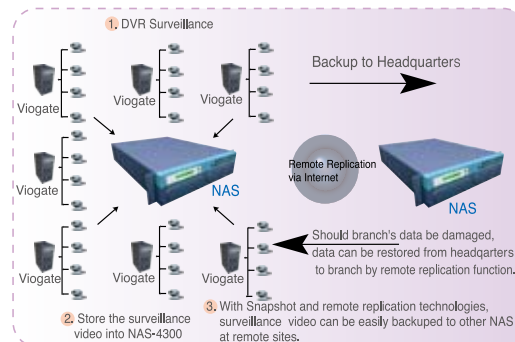 1. DVR Surveillance
Backup to Headquarters
Viogate
Viogate
Viogate
Viogate
NAS
Remote Replication
via Internet
NAS
Viogate
Viogate
Viogate
Should branch's data be damaged,
data can be restored from headqarters
to branch by remote replication function.
2. Store the surveillance
video into NAS-4300
3. With Snapshot and remote replication technologies,
surveillance video can be easily backuped to other NAS
at remote sites.